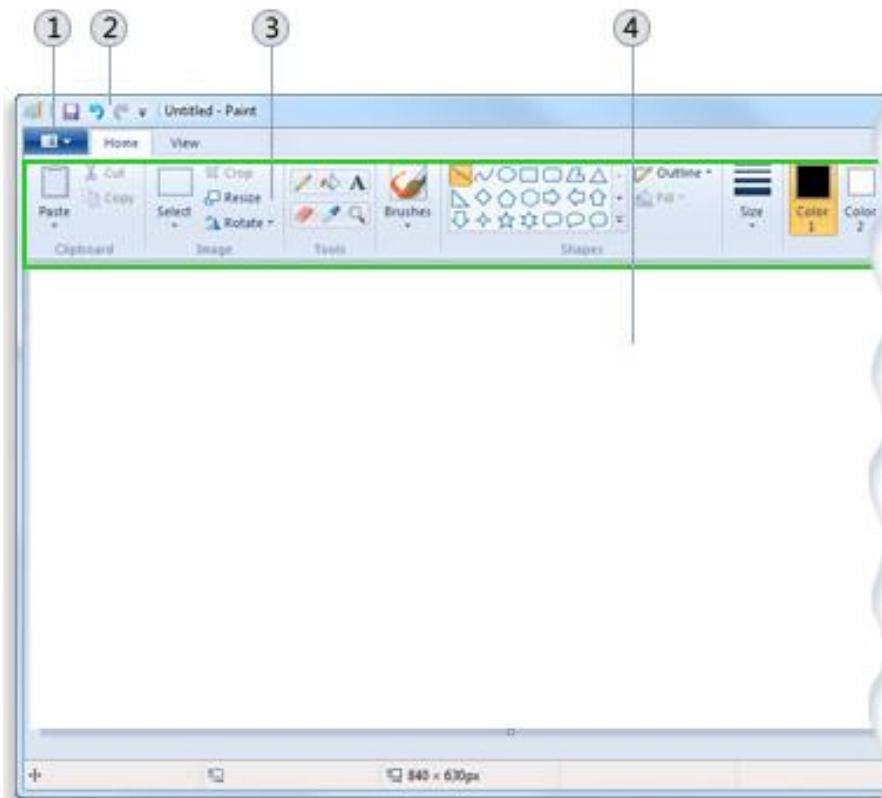 1 2 3 4
Untitled - Paint
Home View
Paste
Cut
Copy
Clipboard
Select
Crop
Resize
Rotate
Image
A
Tools
Brushes
Shapes
Outline
Fill
Size
Color
1
Color
2
840 × 630px